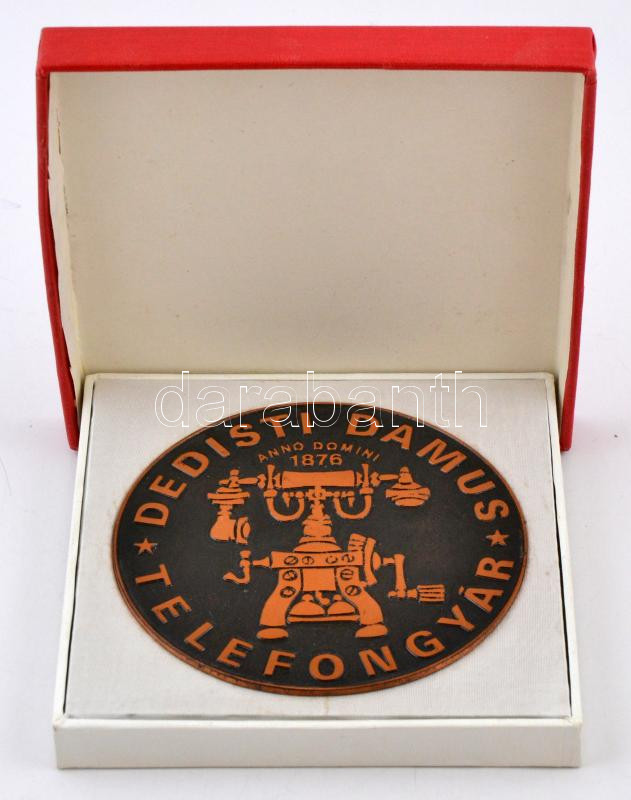 darabanth
DEDISTI DAMUS
ANNO DOMINI
1876
★ TELEFONGYÁR ★